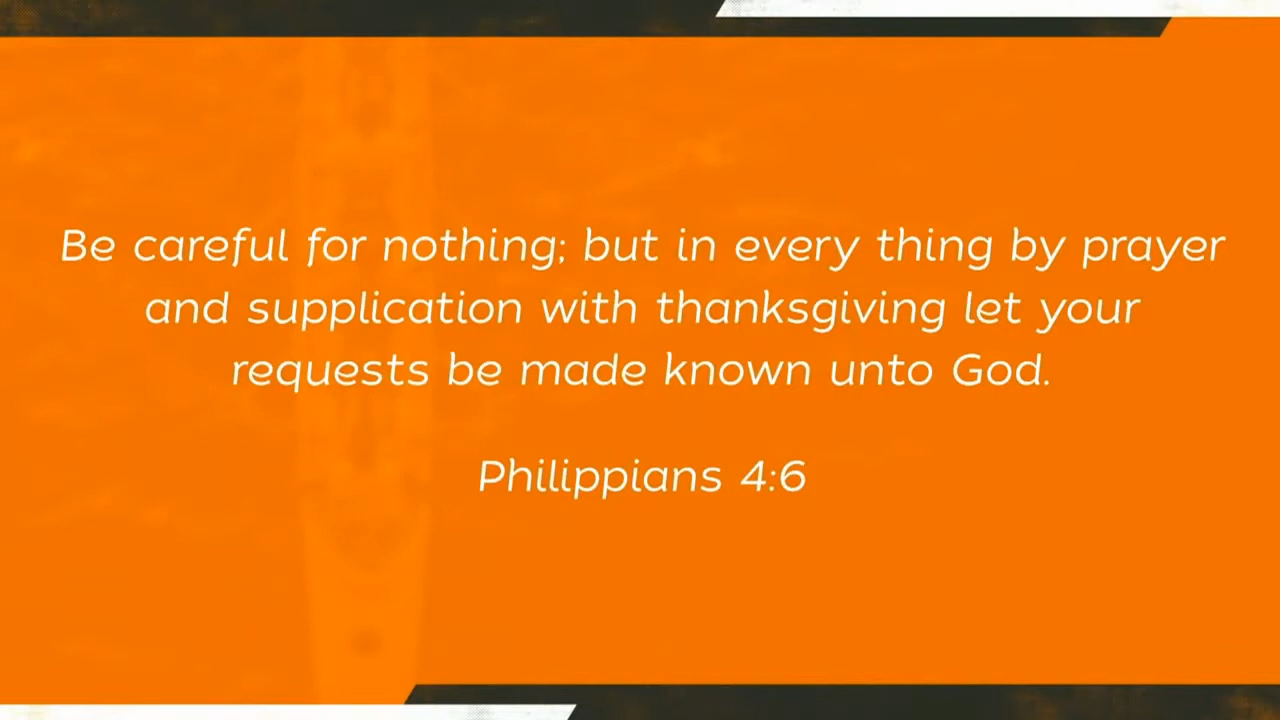 Be careful for nothing; but in every thing by prayer
and supplication with thanksgiving let your
requests be made known unto God.
Philippians 4:6